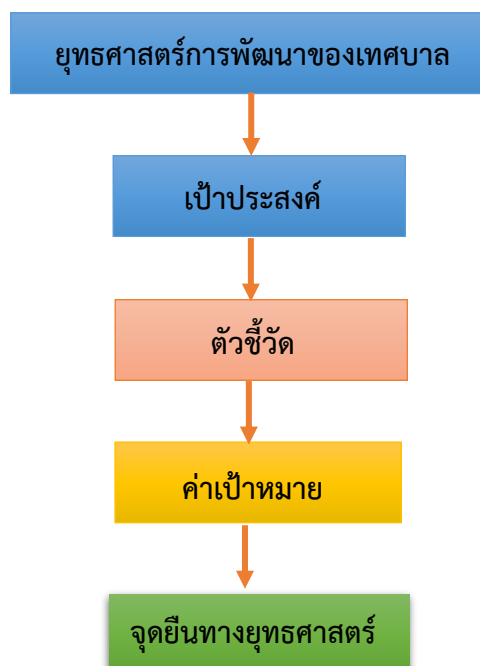 ยุทธศาสตร์การพัฒนาของเทศบาล
เป้าประสงค์
ตัวชี้วัด
ค่าเป้าหมาย
จุดยืนทางยุทธศาสตร์